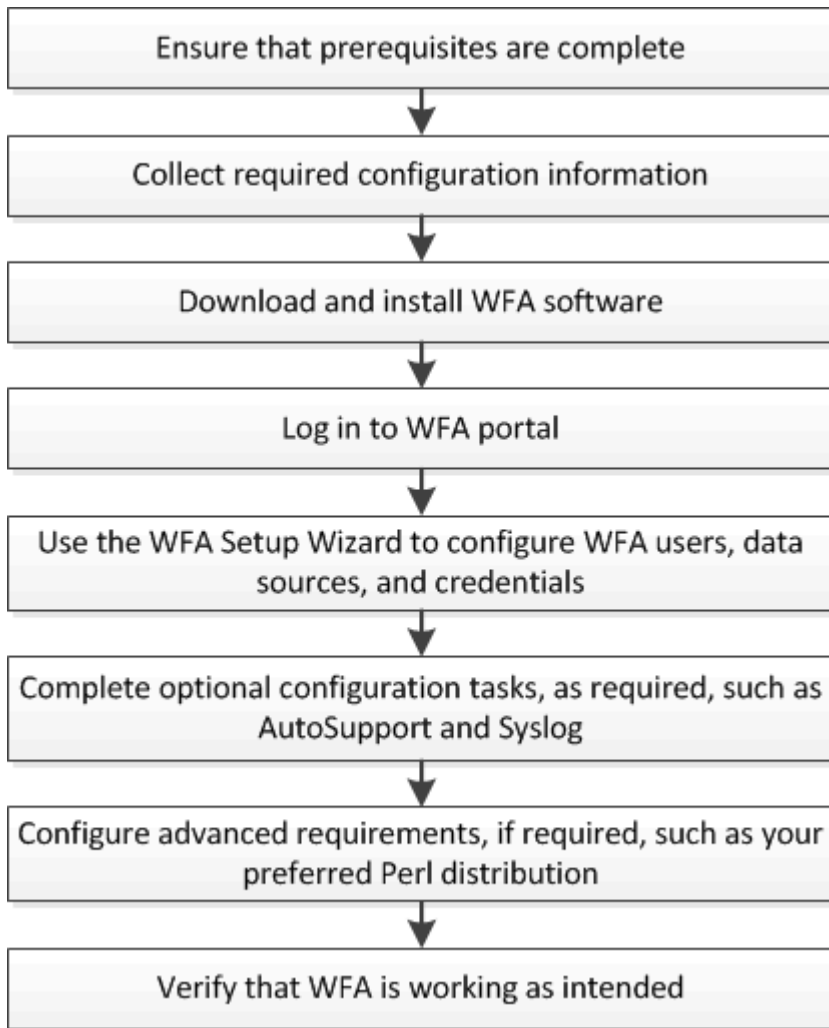 Ensure that prerequisites are complete
Collect required configuration information
Download and install WFA software
Log in to WFA portal
Use the WFA Setup Wizard to configure WFA users, data
sources, and credentials
Complete optional configuration tasks, as required, such as
AutoSupport and Syslog
Configure advanced requirements, if required, such as your
preferred Perl distribution
Verify that WFA is working as intended